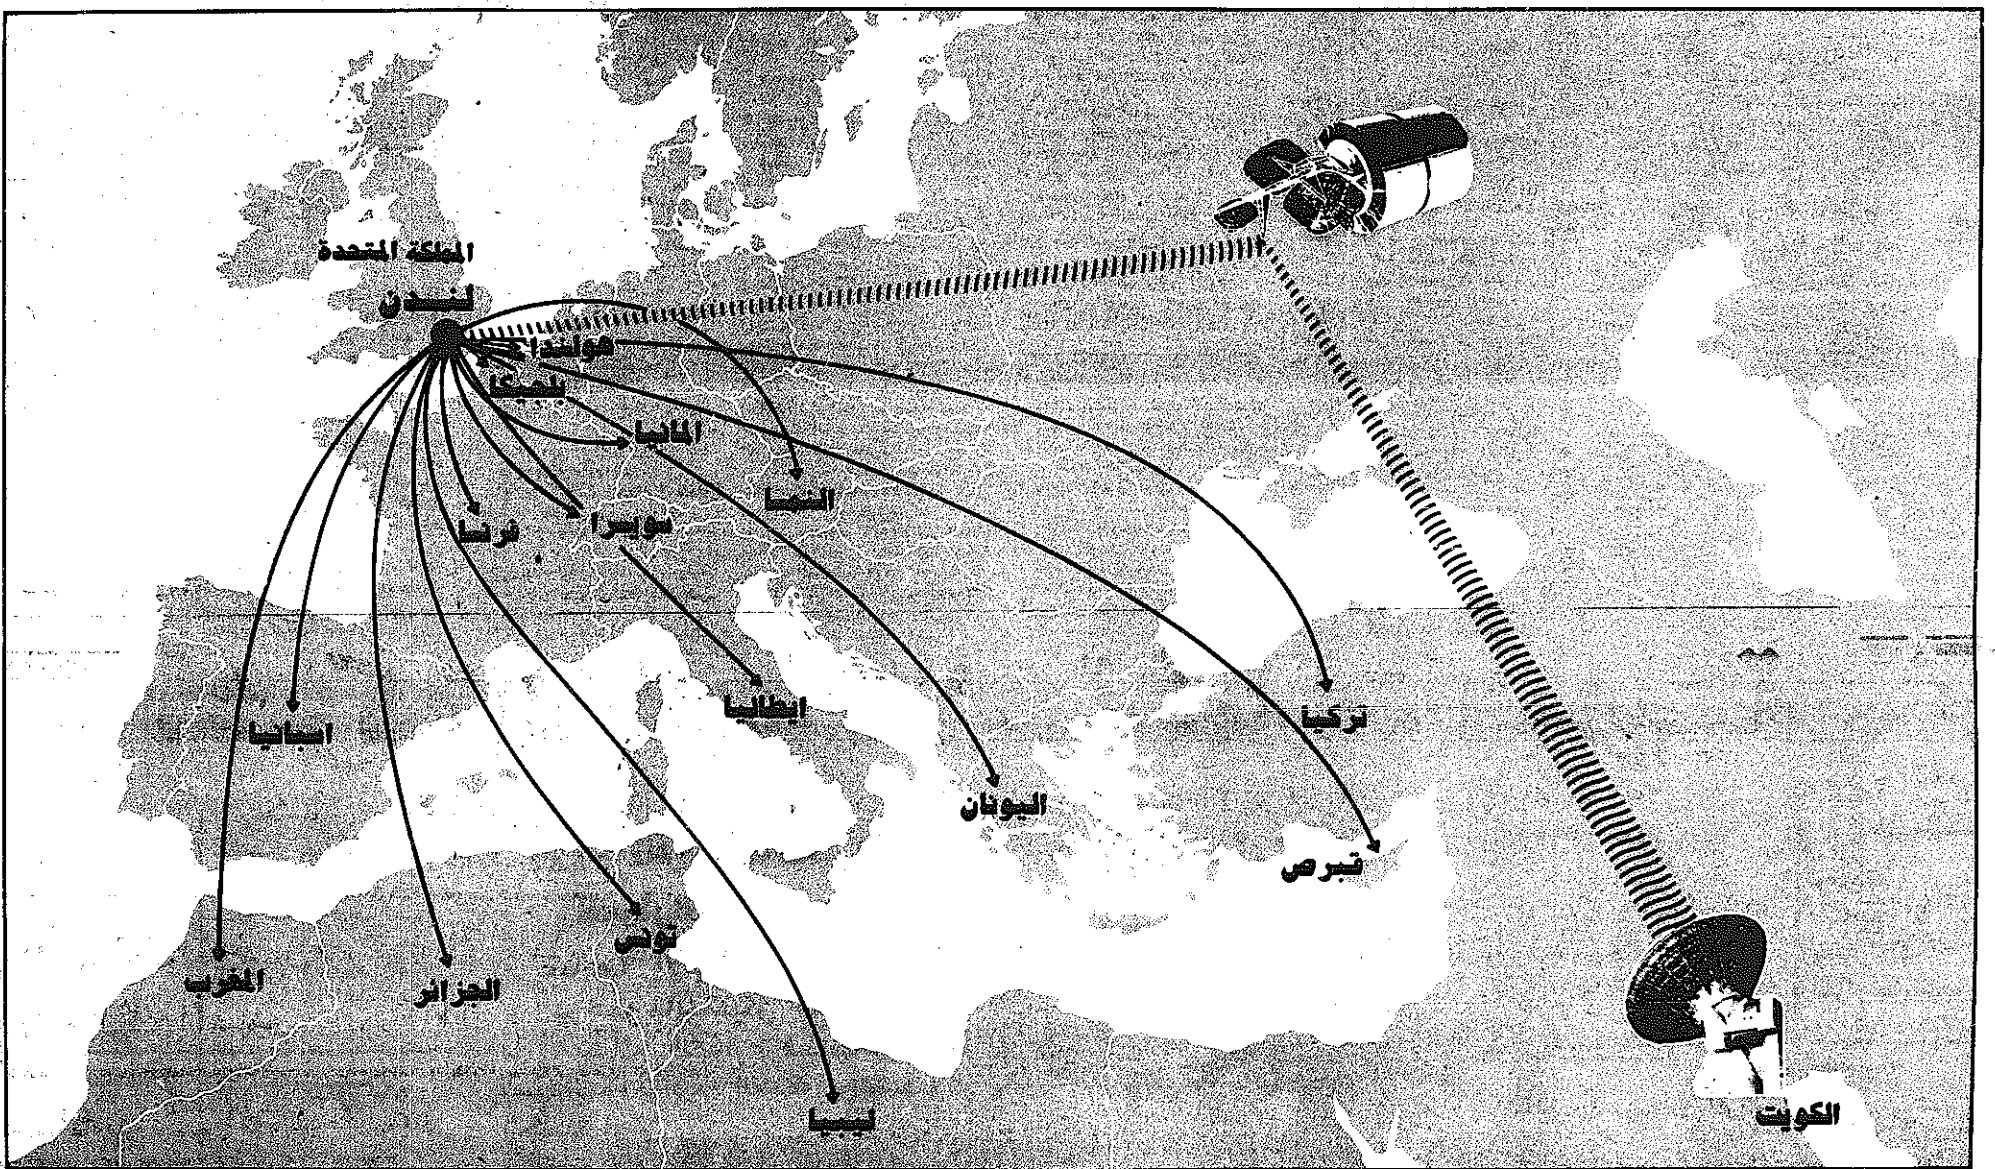 المملكة المتحدة
لندن
هولندا
بلجيكا
المانيا
النمسا
سويسرا
فرنسا
ايطاليا
اسبانيا
تركيا
اليونان
قبرص
تونس
المغرب
الجزائر
ليبيا
الكويت